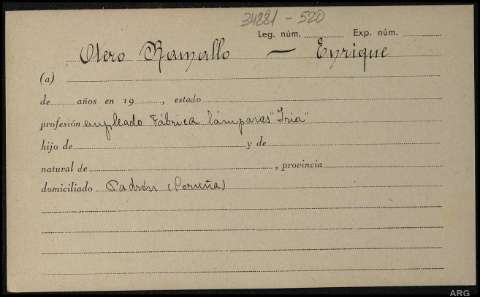 34281 - 520
Leg. núm. Exp. núm.
Otero Ramallo — Enrique
(a)
de años en 19 , estado
profesión empleado Fábrica Lámparas "Iria"
hijo de y de
natural de , provincia
domiciliado Padrón (Coruña)
ARG